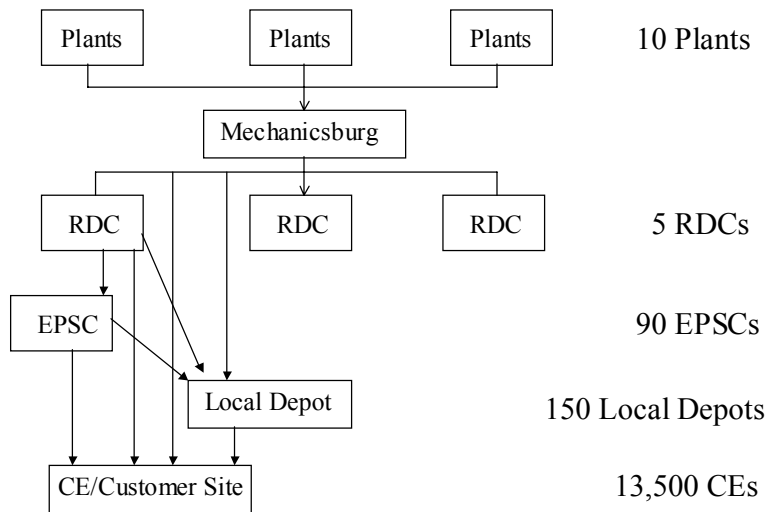 Plants Plants Plants 10 Plants
Mechanicsburg
RDC RDC RDC 5 RDCs
EPSC 90 EPSCs
Local Depot 150 Local Depots
CE/Customer Site 13,500 CEs